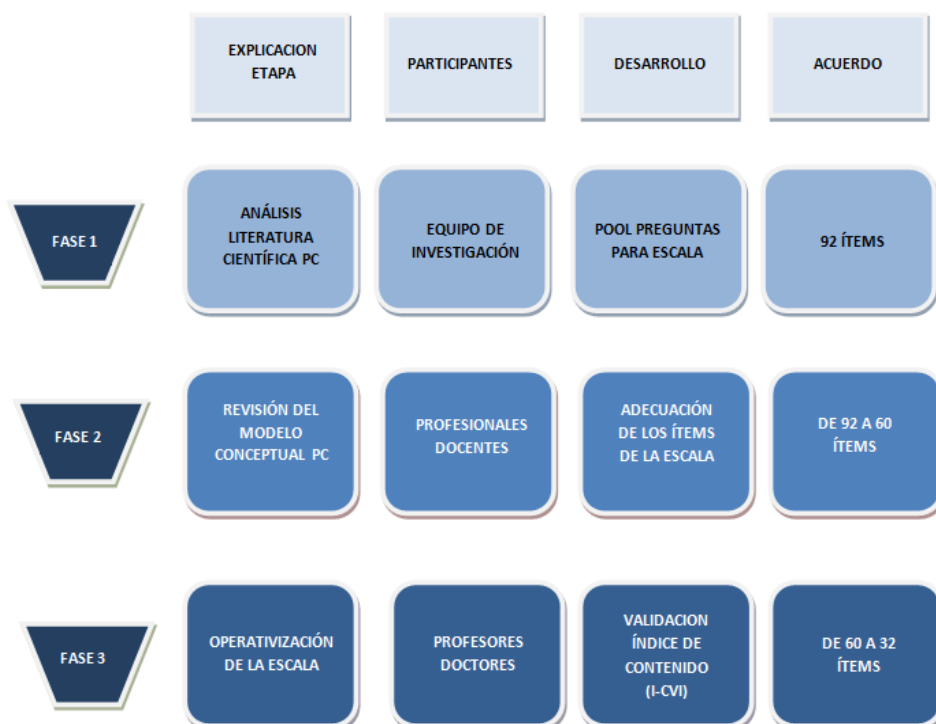 EXPLICACION
ETAPA
PARTICIPANTES
DESARROLLO
ACUERDO
FASE 1
ANÁLISIS
LITERATURA
CIENTÍFICA PC
EQUIPO DE
INVESTIGACIÓN
POOL PREGUNTAS
PARA ESCALA
92 ÍTEMS
FASE 2
REVISIÓN DEL
MODELO
CONCEPTUAL PC
PROFESIONALES
DOCENTES
ADECUACIÓN
DE LOS ÍTEMS
DE LA ESCALA
DE 92 A 60
ÍTEMS
FASE 3
OPERATIVIZACIÓN
DE LA ESCALA
PROFESORES
DOCTORES
VALIDACION
ÍNDICE DE
CONTENIDO
(I-CVI)
DE 60 A 32
ÍTEMS